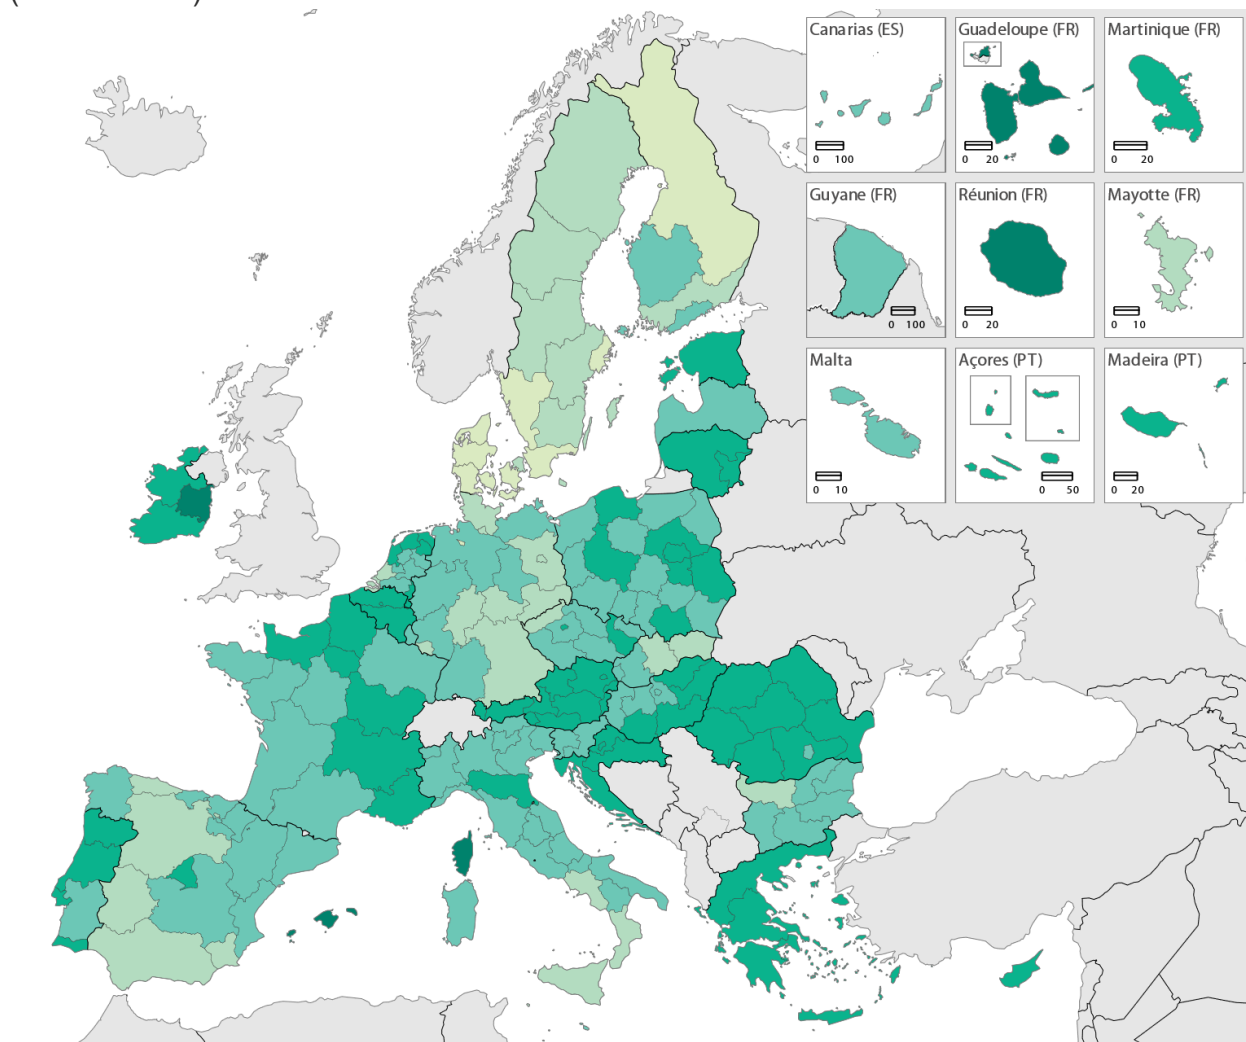 Canarias (ES)
0 100
Guadeloupe (FR)
0 20
Martinique (FR)
0 20
Guyane (FR)
0 100
Réunion (FR)
0 20
Mayotte (FR)
0 10
Malta
0 10
Açores (PT)
0 50
Madeira (PT)
0 20